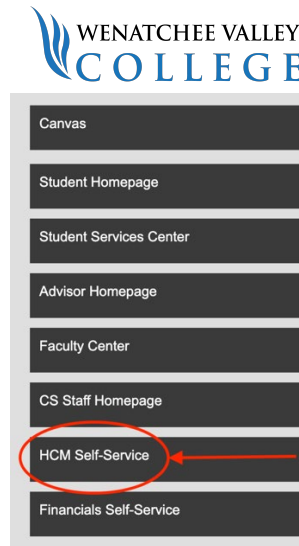 WENATCHEE VALLEY
COLLEGE
Canvas
Student Homepage
Student Services Center
Advisor Homepage
Faculty Center
CS Staff Homepage
HCM Self-Service
Financials Self-Service